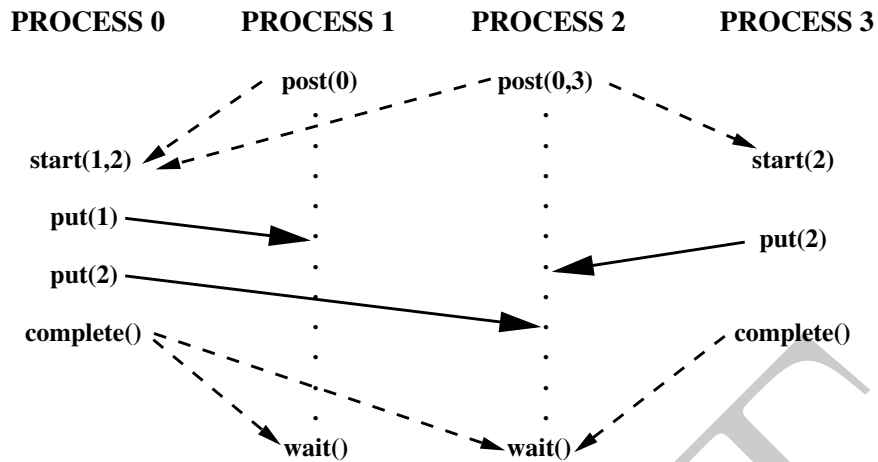 PROCESS 0 PROCESS 1 PROCESS 2 PROCESS 3
post(0) post(0,3)
start(1,2) start(2)
put(1)
put(2)
put(2)
complete() complete()
wait() wait()
T